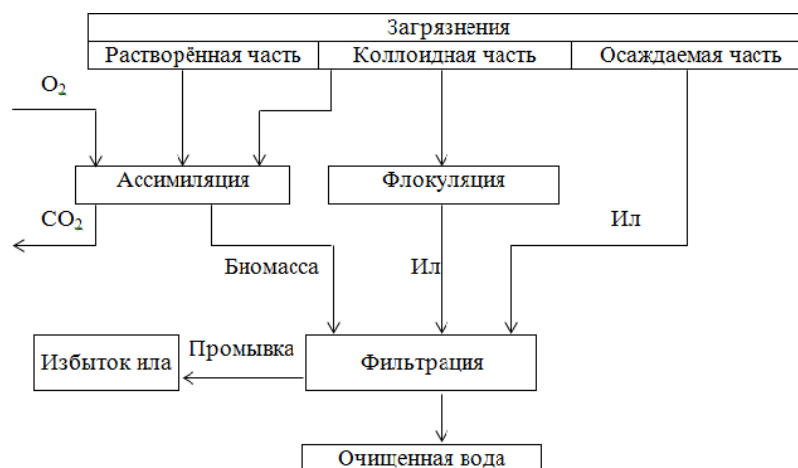 Загрязнения
Растворённая часть
Коллоидная часть
Осаждаемая часть
O₂
Ассимиляция
Флокуляция
CO₂
Ил
Биомасса
Ил
Избыток ила
Промывка
Фильтрация
Очищенная вода